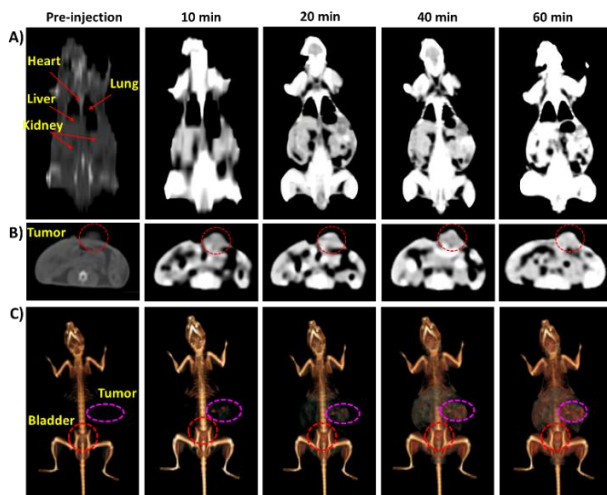 Pre-injection 10 min 20 min 40 min 60 min
A)
Heart
Lung
Liver
Kidney
B)
Tumor
C)
Tumor
Bladder